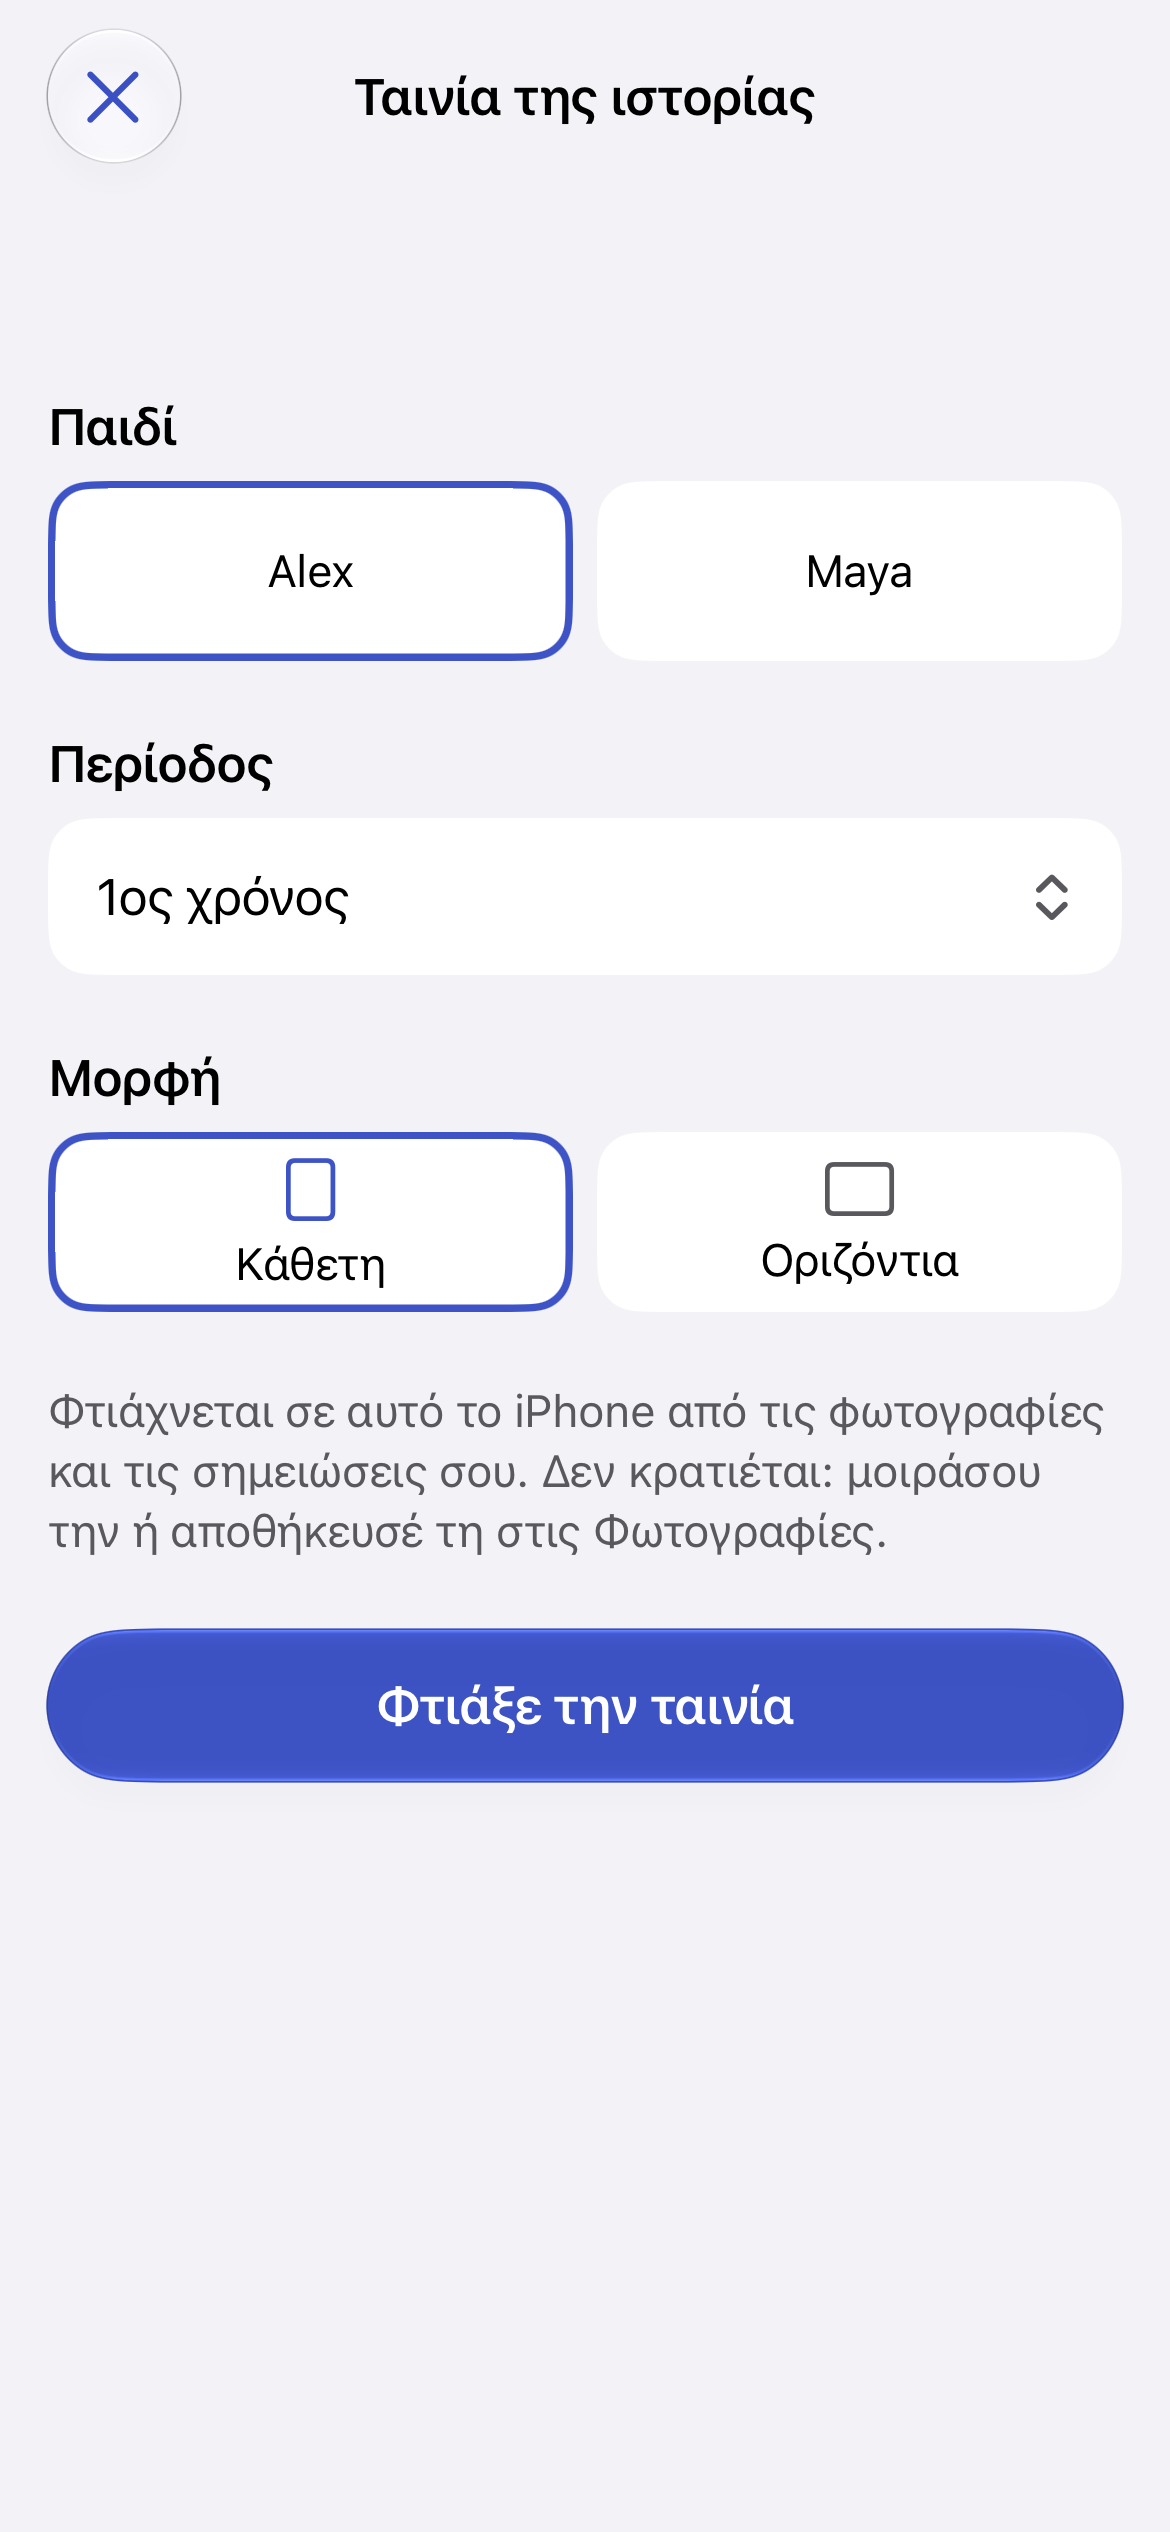 Ταινία της ιστορίας
Παιδί
Alex
Maya
Περίοδος
1ος χρόνος
Μορφή
Κάθετη
Οριζόντια
Φτιάχνεται σε αυτό το iPhone από τις φωτογραφίες
και τις σημειώσεις σου. Δεν κρατιέται: μοιράσου
την ή αποθήκευσέ τη στις Φωτογραφίες.
Φτιάξε την ταινία